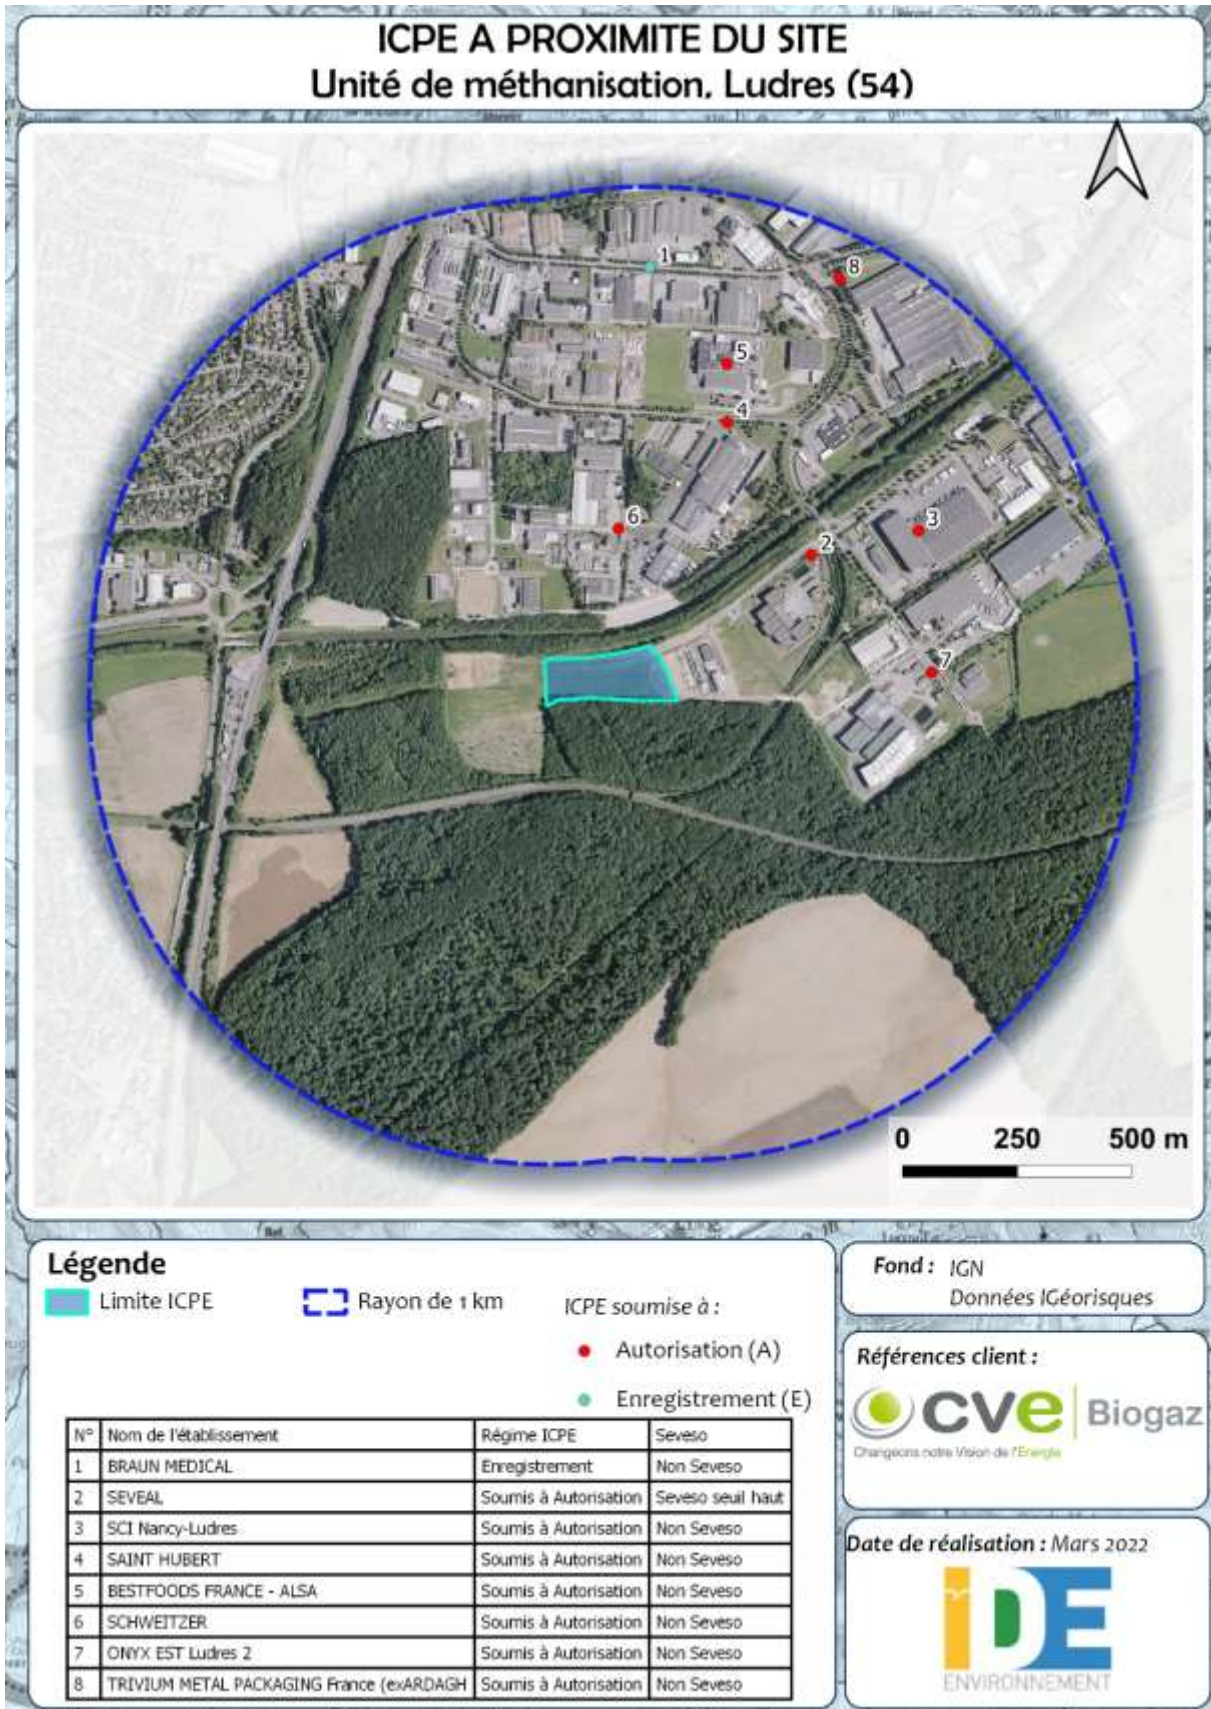 ICPE A PROXIMITE DU SITE
Unité de méthanisation. Ludres (54)
1
8
5
4
6
3
2
7
0 250 500 m
Légende
Limite ICPE
Rayon de 1 km
ICPE soumise à :
Autorisation (A)
Enregistrement (E)
N° Nom de l'établissement Régime ICPE Seveso
1 BRAUN MEDICAL Enregistrement Non Seveso
2 SEVEAL Soumis à Autorisation Seveso seuil haut
3 SCI Nancy-Ludres Soumis à Autorisation Non Seveso
4 SAINT HUBERT Soumis à Autorisation Non Seveso
5 BESTFOODS FRANCE - ALSA Soumis à Autorisation Non Seveso
6 SCHWEITZER Soumis à Autorisation Non Seveso
7 ONYX EST Ludres 2 Soumis à Autorisation Non Seveso
8 TRIVIUM METAL PACKAGING France (exARDAGH Soumis à Autorisation Non Seveso
Fond : IGN
Données IGéorisques
Références client :
cve Biogaz
Changeons notre Vision de l'Énergie
Date de réalisation : Mars 2022
IDE
ENVIRONNEMENT